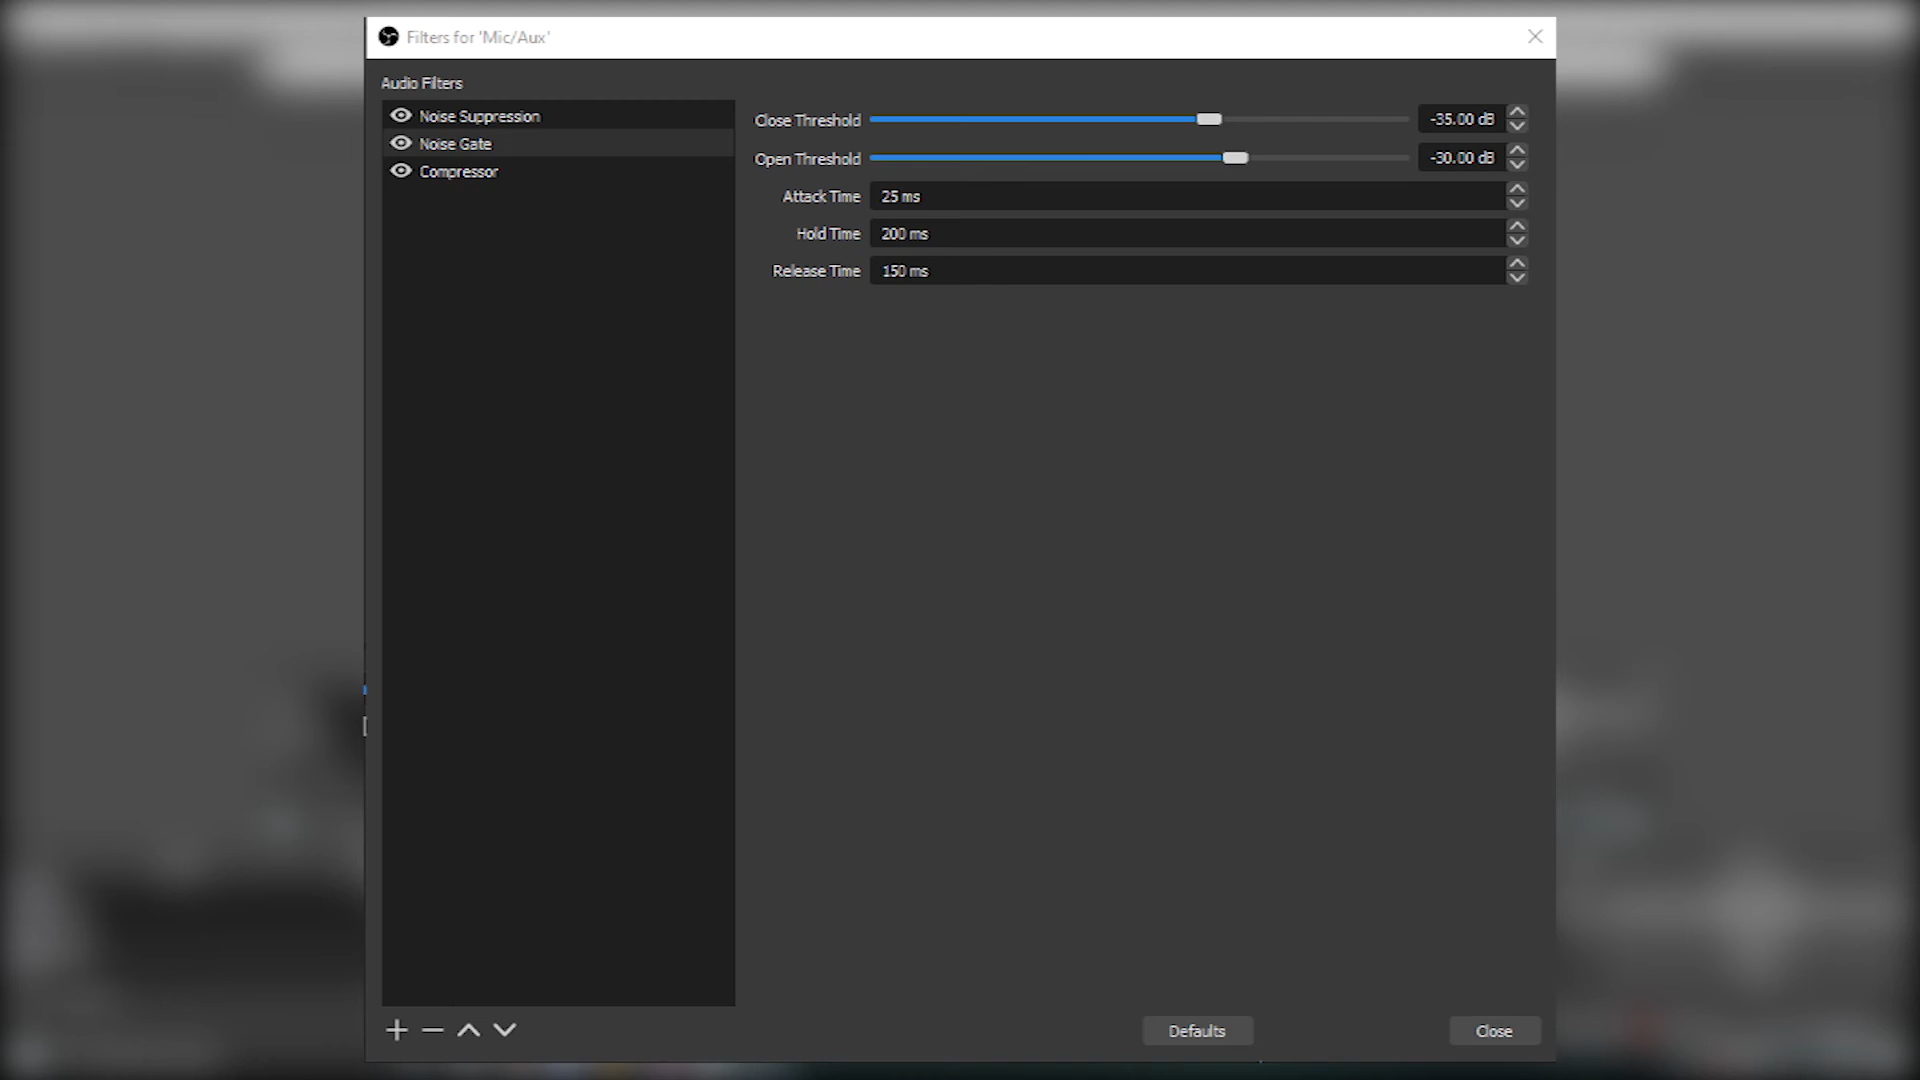 Filters for 'Mic/Aux'
Audio Filters
Noise Suppression
Noise Gate
Compressor
Close Threshold -35.00 dB
Open Threshold -30.00 dB
Attack Time 25 ms
Hold Time 200 ms
Release Time 150 ms
Defaults
Close